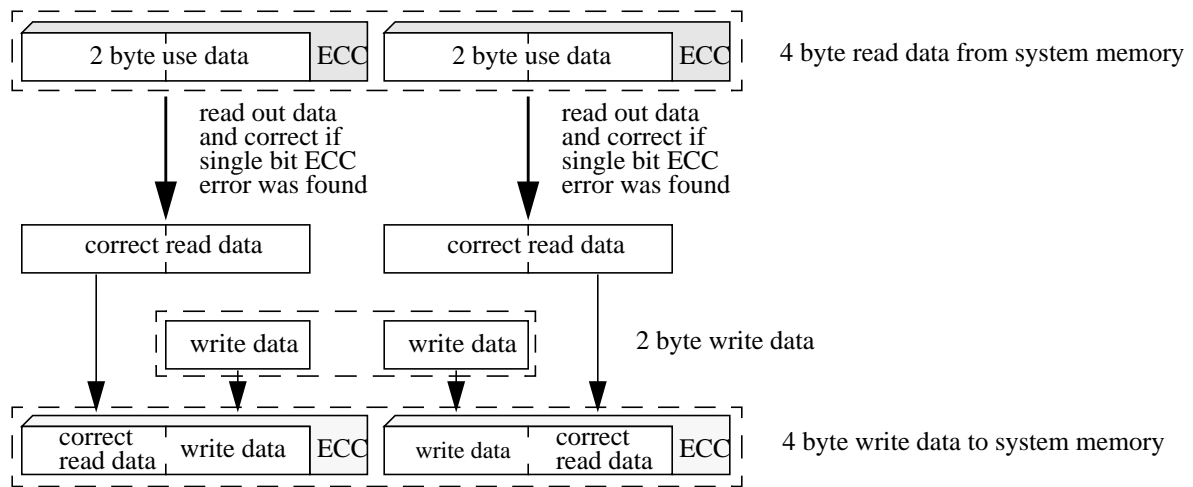 2 byte use data ECC 2 byte use data ECC 4 byte read data from system memory
read out data
and correct if
single bit ECC
error was found
read out data
and correct if
single bit ECC
error was found
correct read data correct read data
write data write data 2 byte write data
correct
read data
write data ECC
write data
correct
read data
ECC
4 byte write data to system memory